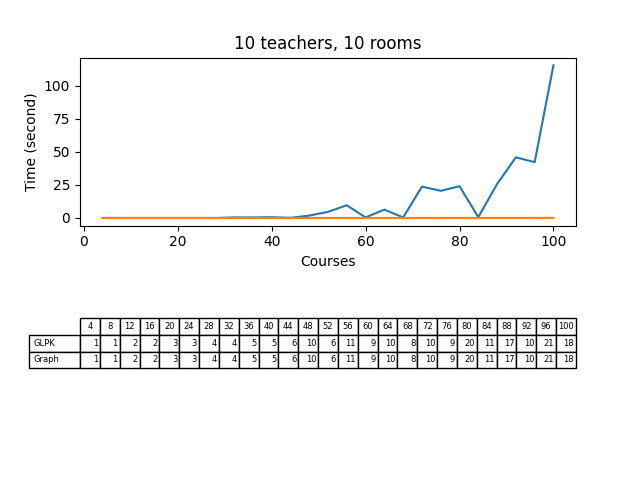 10 teachers, 10 rooms
100
75
50
25
0
Time (second)
0 20 40 60 80 100
Courses
4 8 12 16 20 24 28 32 36 40 44 48 52 56 60 64 68 72 76 80 84 88 92 96 100
GLPK 1 1 2 2 3 3 4 4 5 5 6 10 6 11 9 10 8 10 9 20 11 17 10 21 18
Graph 1 1 2 2 3 3 4 4 5 5 6 10 6 11 9 10 8 10 9 20 11 17 10 21 18